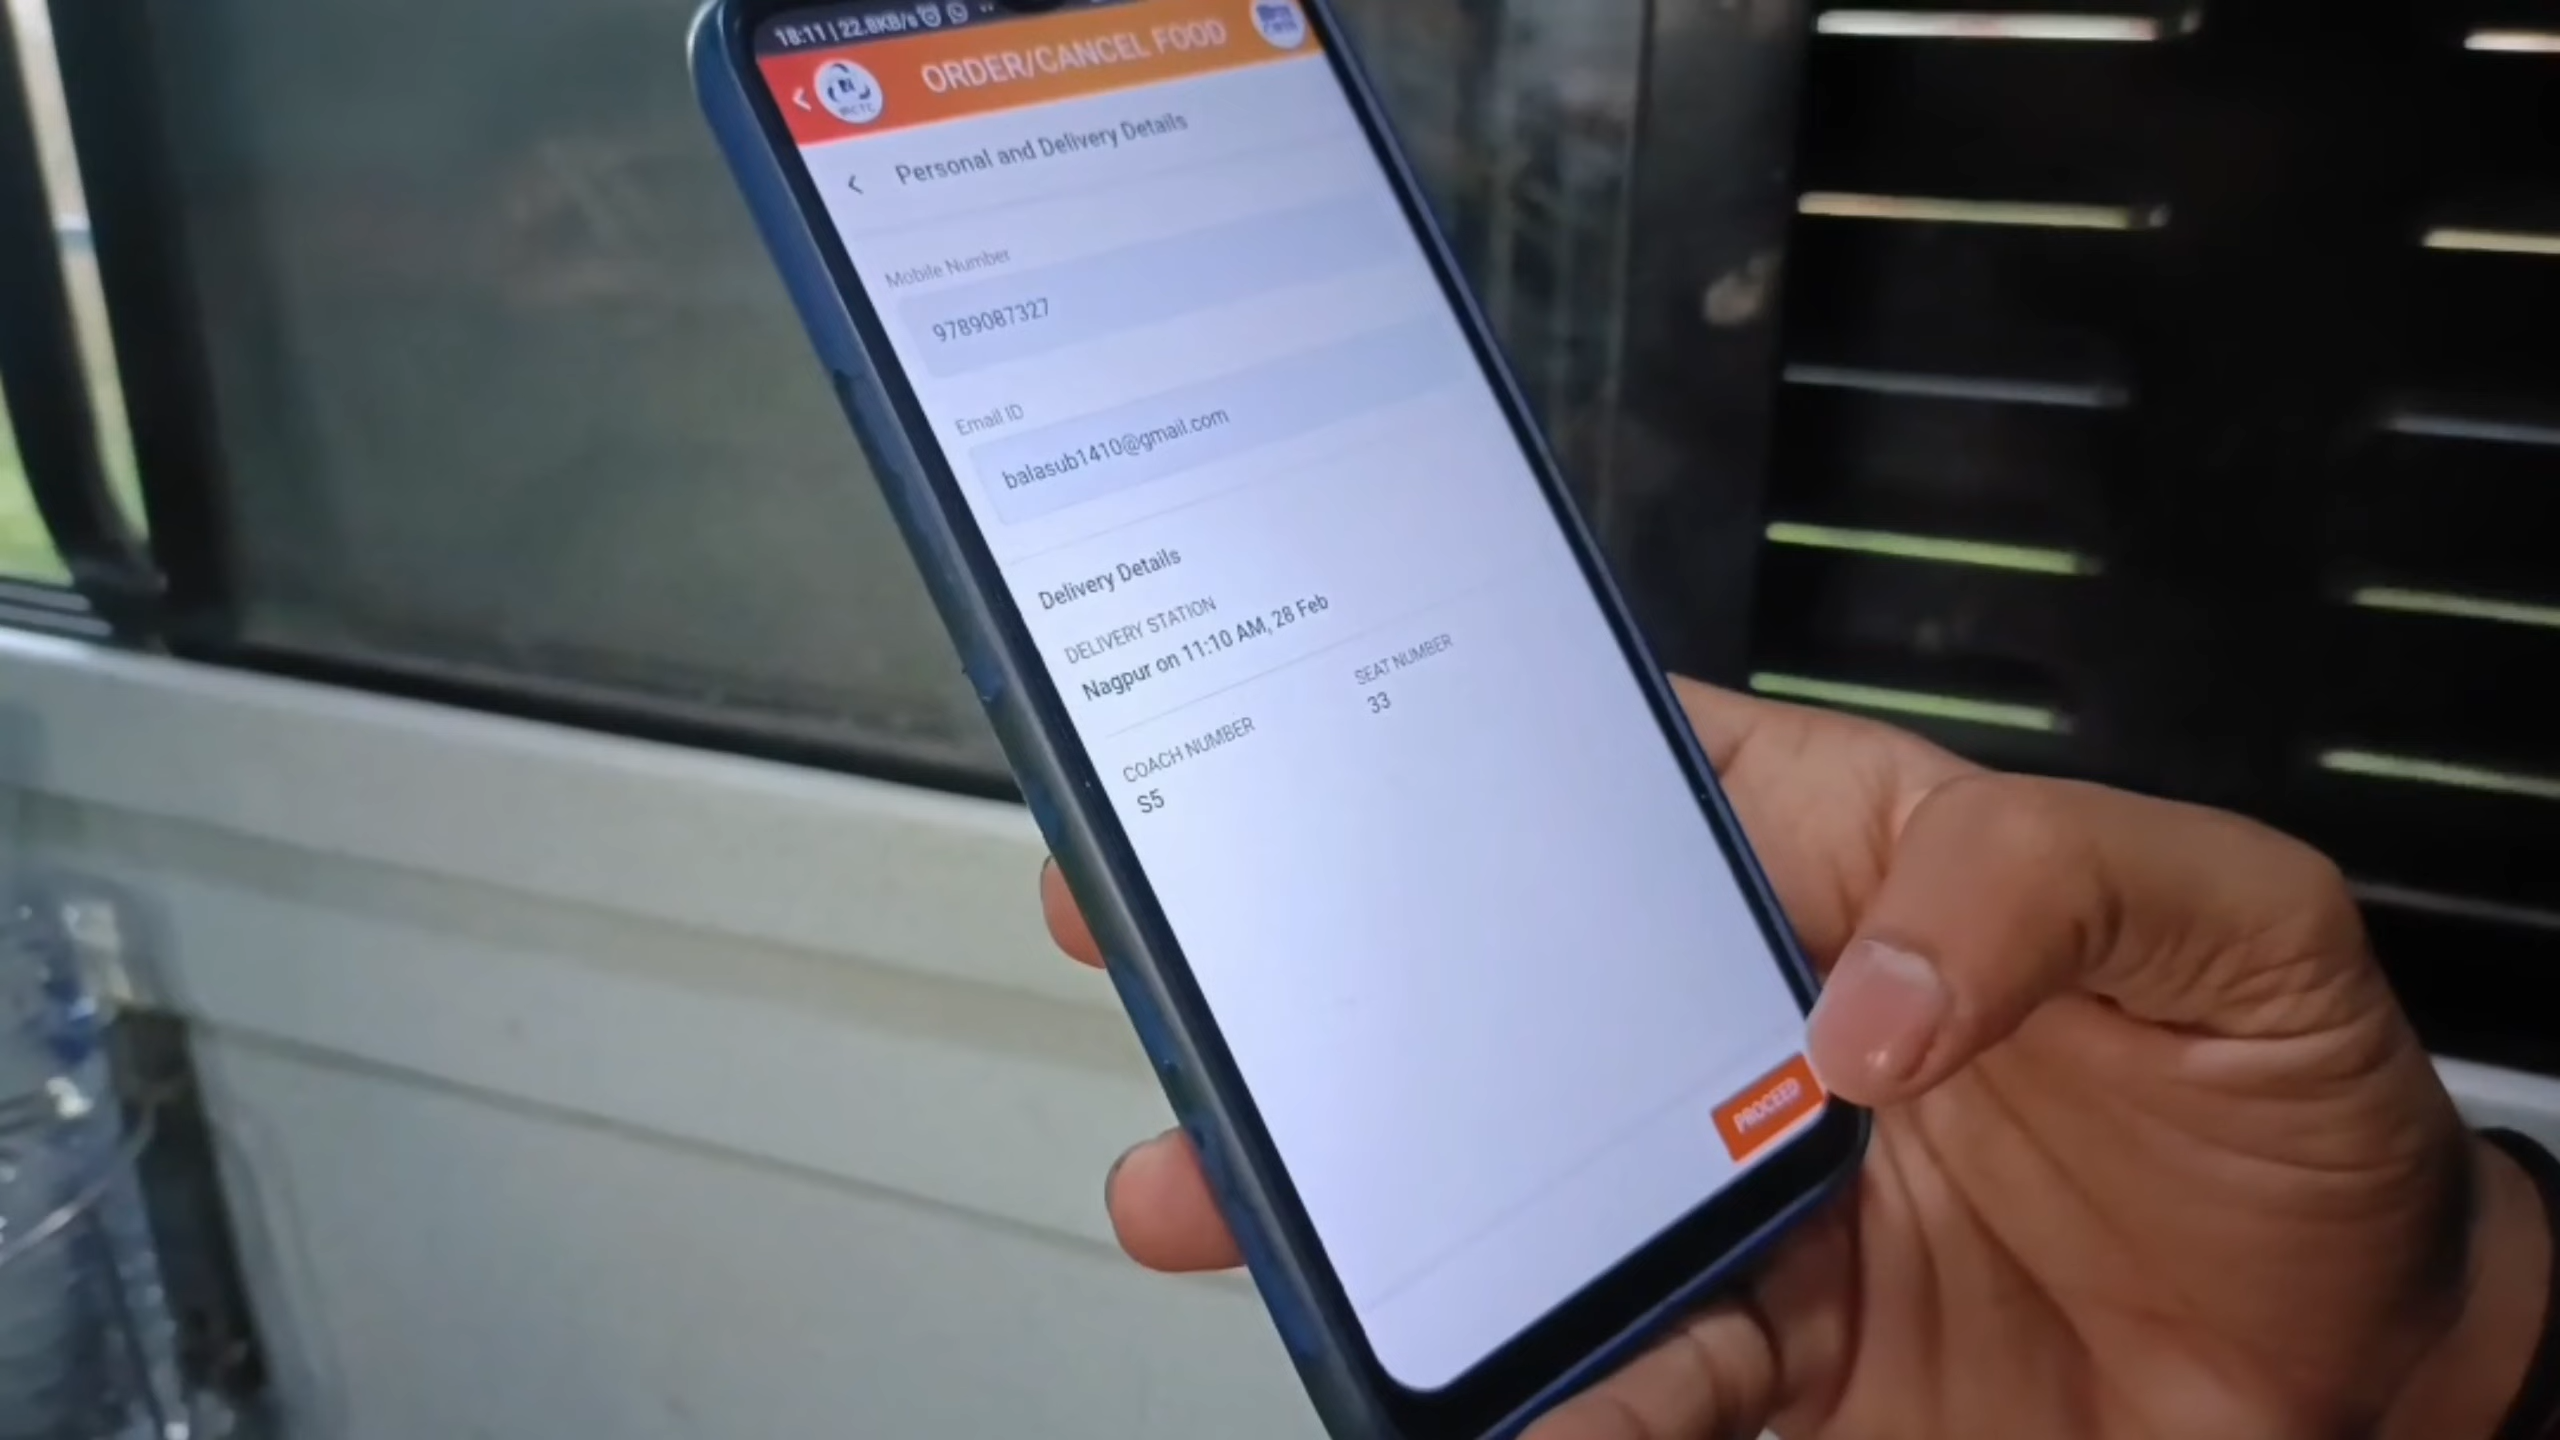 18:11 | 22.8KB/s
ORDER/CANCEL FOOD
IRCTC
Personal and Delivery Details
Mobile Number
9789087327
Email ID
balasub1410@gmail.com
Delivery Details
DELIVERY STATION
Nagpur on 11:10 AM, 28 Feb
COACH NUMBER
S5
SEAT NUMBER
33
PROCEED